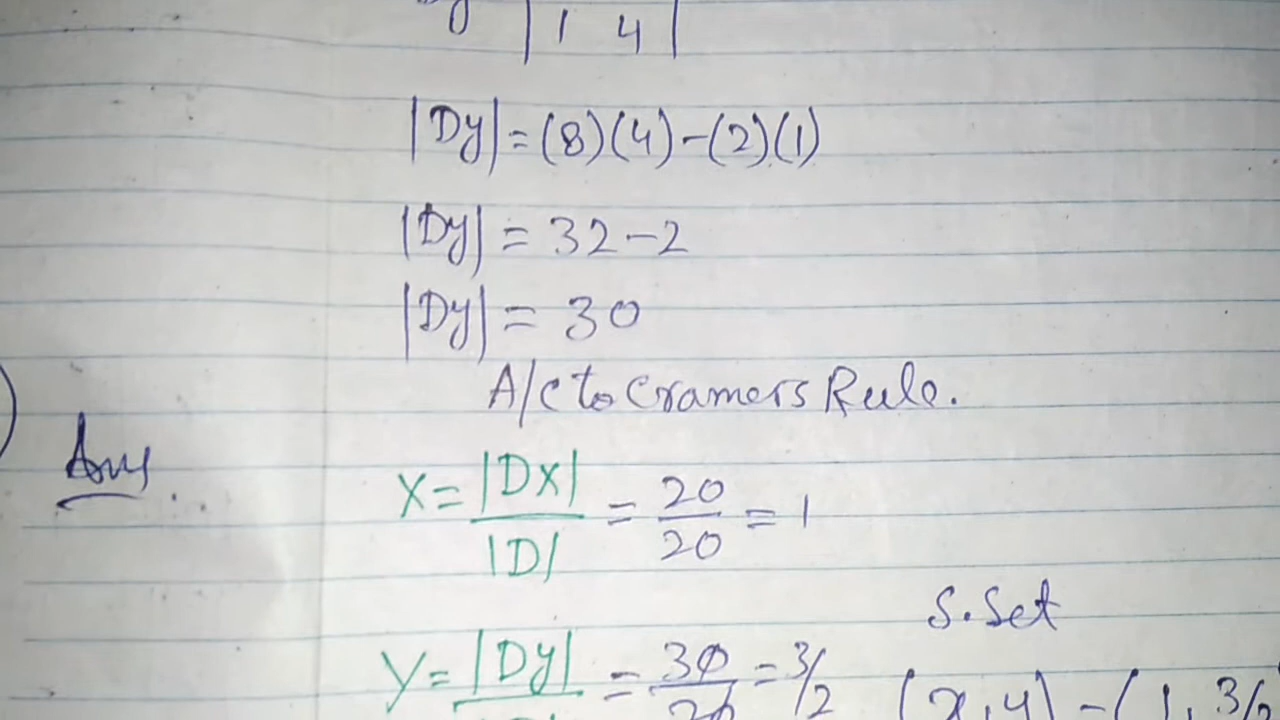 y | 1 4 |
|Dy| = (8)(4) - (2)(1)
|Dy| = 32 - 2
|Dy| = 30
A/c to Cramers Rule.
Ans.
X = |DX| / |D| = 20/20 = 1
S. Set
Y = |Dy| = 30/20 = 3/2 (x, y) = (1, 3/2